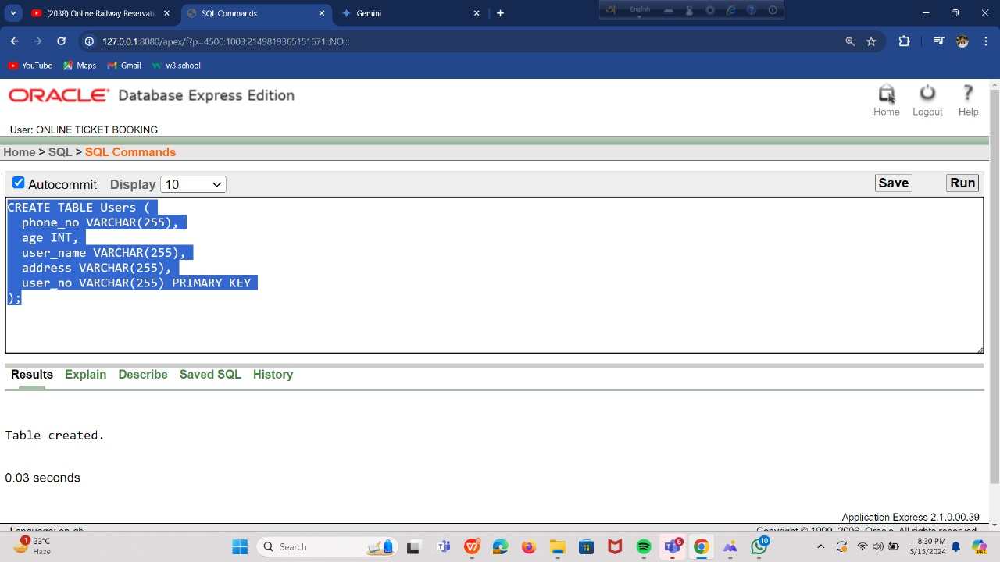 (2038) Online Railway Reservati
SQL Commands
Gemini
English
127.0.0.1:8080/apex/f?p=4500:1003:2149819365151671::NO:::
YouTube
Maps
Gmail
w3 school
ORACLE Database Express Edition
Home
Logout
Help
User: ONLINE TICKET BOOKING
Home > SQL > SQL Commands
Autocommit
Display
10
Save
Run
CREATE TABLE Users (
phone_no VARCHAR(255),
age INT,
user_name VARCHAR(255),
address VARCHAR(255),
user_no VARCHAR(255) PRIMARY KEY
);
Results
Explain
Describe
Saved SQL
History
Table created.
0.03 seconds
Application Express 2.1.0.00.39
Language: en-gb
Copyright © 1999, 2006, Oracle. All rights reserved.
1
33°C
Haze
Search
6
10
8:30 PM
5/15/2024
PRE